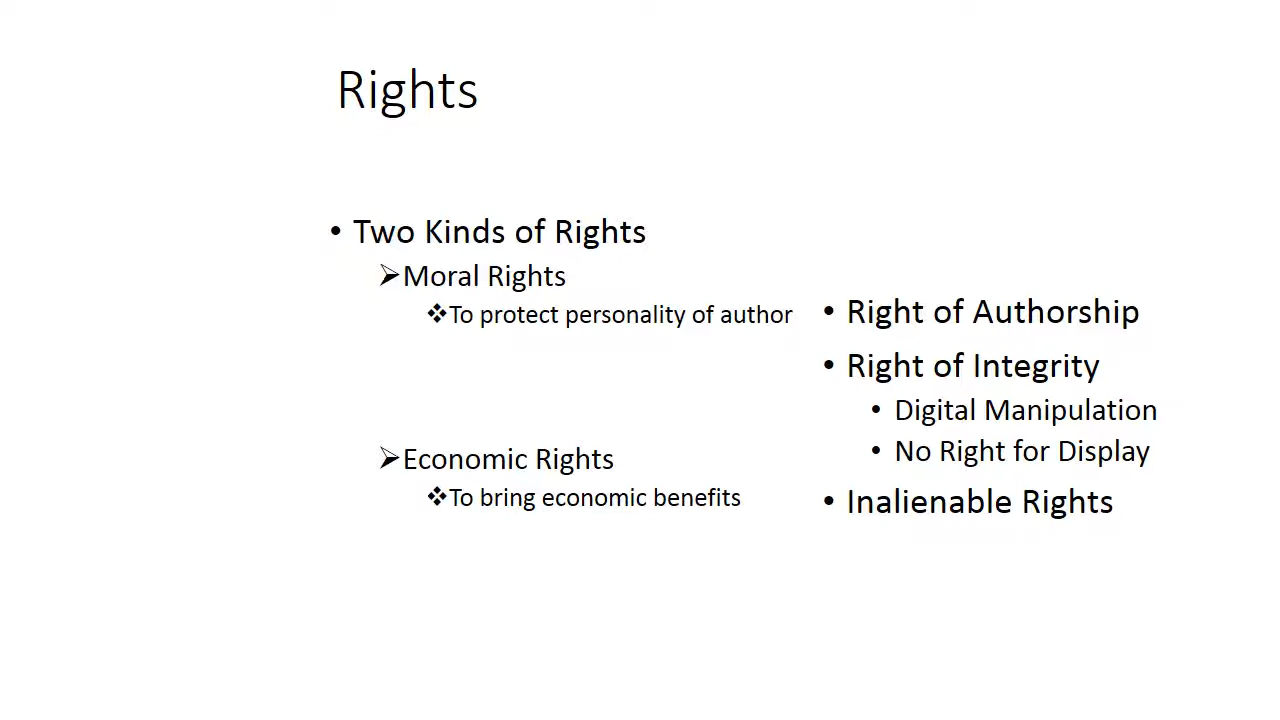 Rights
• Two Kinds of Rights
➢Moral Rights
❖To protect personality of author
➢Economic Rights
❖To bring economic benefits
• Right of Authorship
• Right of Integrity
• Digital Manipulation
• No Right for Display
• Inalienable Rights